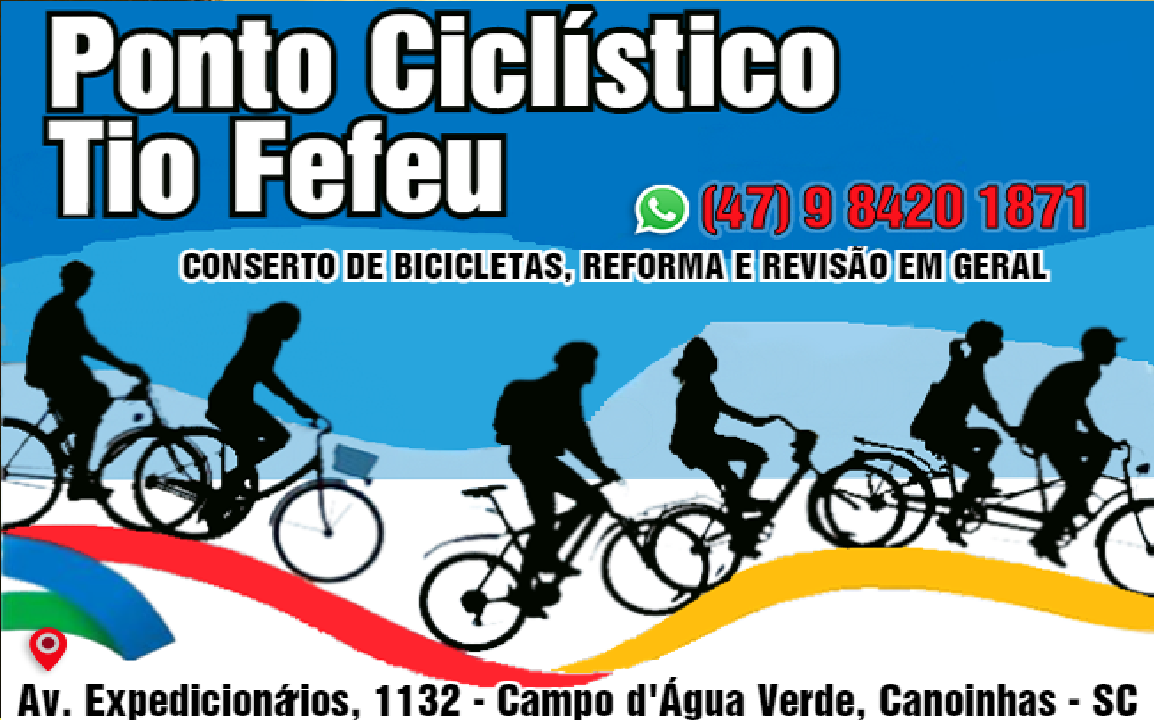 Ponto Ciclístico
Tio Fefeu
(47) 9 8420 1871
CONSERTO DE BICICLETAS, REFORMA E REVISÃO EM GERAL
Av. Expedicionários, 1132 - Campo d'Água Verde, Canoinhas - SC